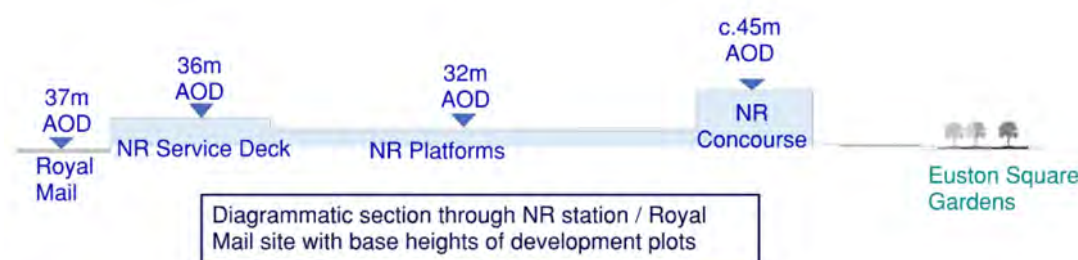 37m
AOD
Royal
Mail
36m
AOD
NR Service Deck
32m
AOD
NR Platforms
c.45m
AOD
NR
Concourse
Euston Square
Gardens
Diagrammatic section through NR station / Royal
Mail site with base heights of development plots